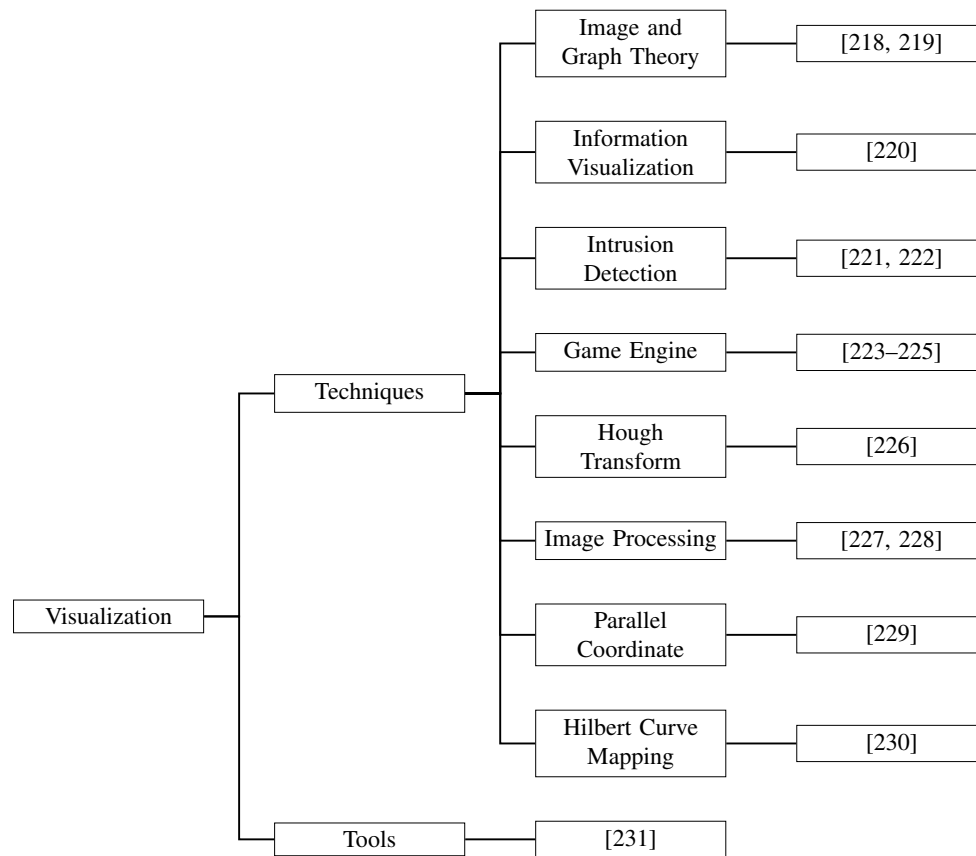 Image and
Graph Theory
[218, 219]
Information
Visualization
[220]
Intrusion
Detection
[221, 222]
Game Engine
[223–225]
Techniques
Hough
Transform
[226]
Image Processing
[227, 228]
Visualization
Parallel
Coordinate
[229]
Hilbert Curve
Mapping
[230]
Tools
[231]